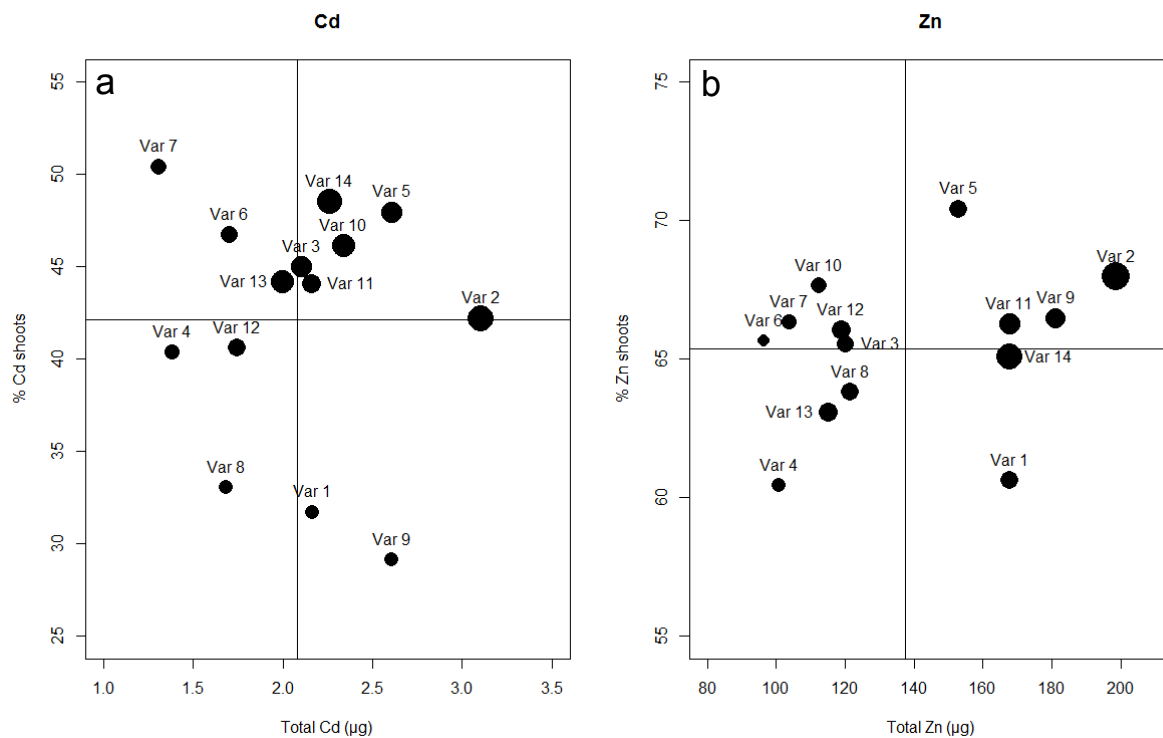 Cd
a
55
50
45
40
35
30
25
% Cd shoots
Var 7
Var 14
Var 5
Var 6
Var 10
Var 3
Var 13
Var 11
Var 2
Var 4
Var 12
Var 8
Var 1
Var 9
1.0 1.5 2.0 2.5 3.0 3.5
Total Cd (µg)
Zn
b
75
70
65
60
55
% Zn shoots
Var 5
Var 2
Var 10
Var 7
Var 12
Var 11
Var 9
Var 6
Var 3
Var 14
Var 8
Var 13
Var 4
Var 1
80 100 120 140 160 180 200
Total Zn (µg)